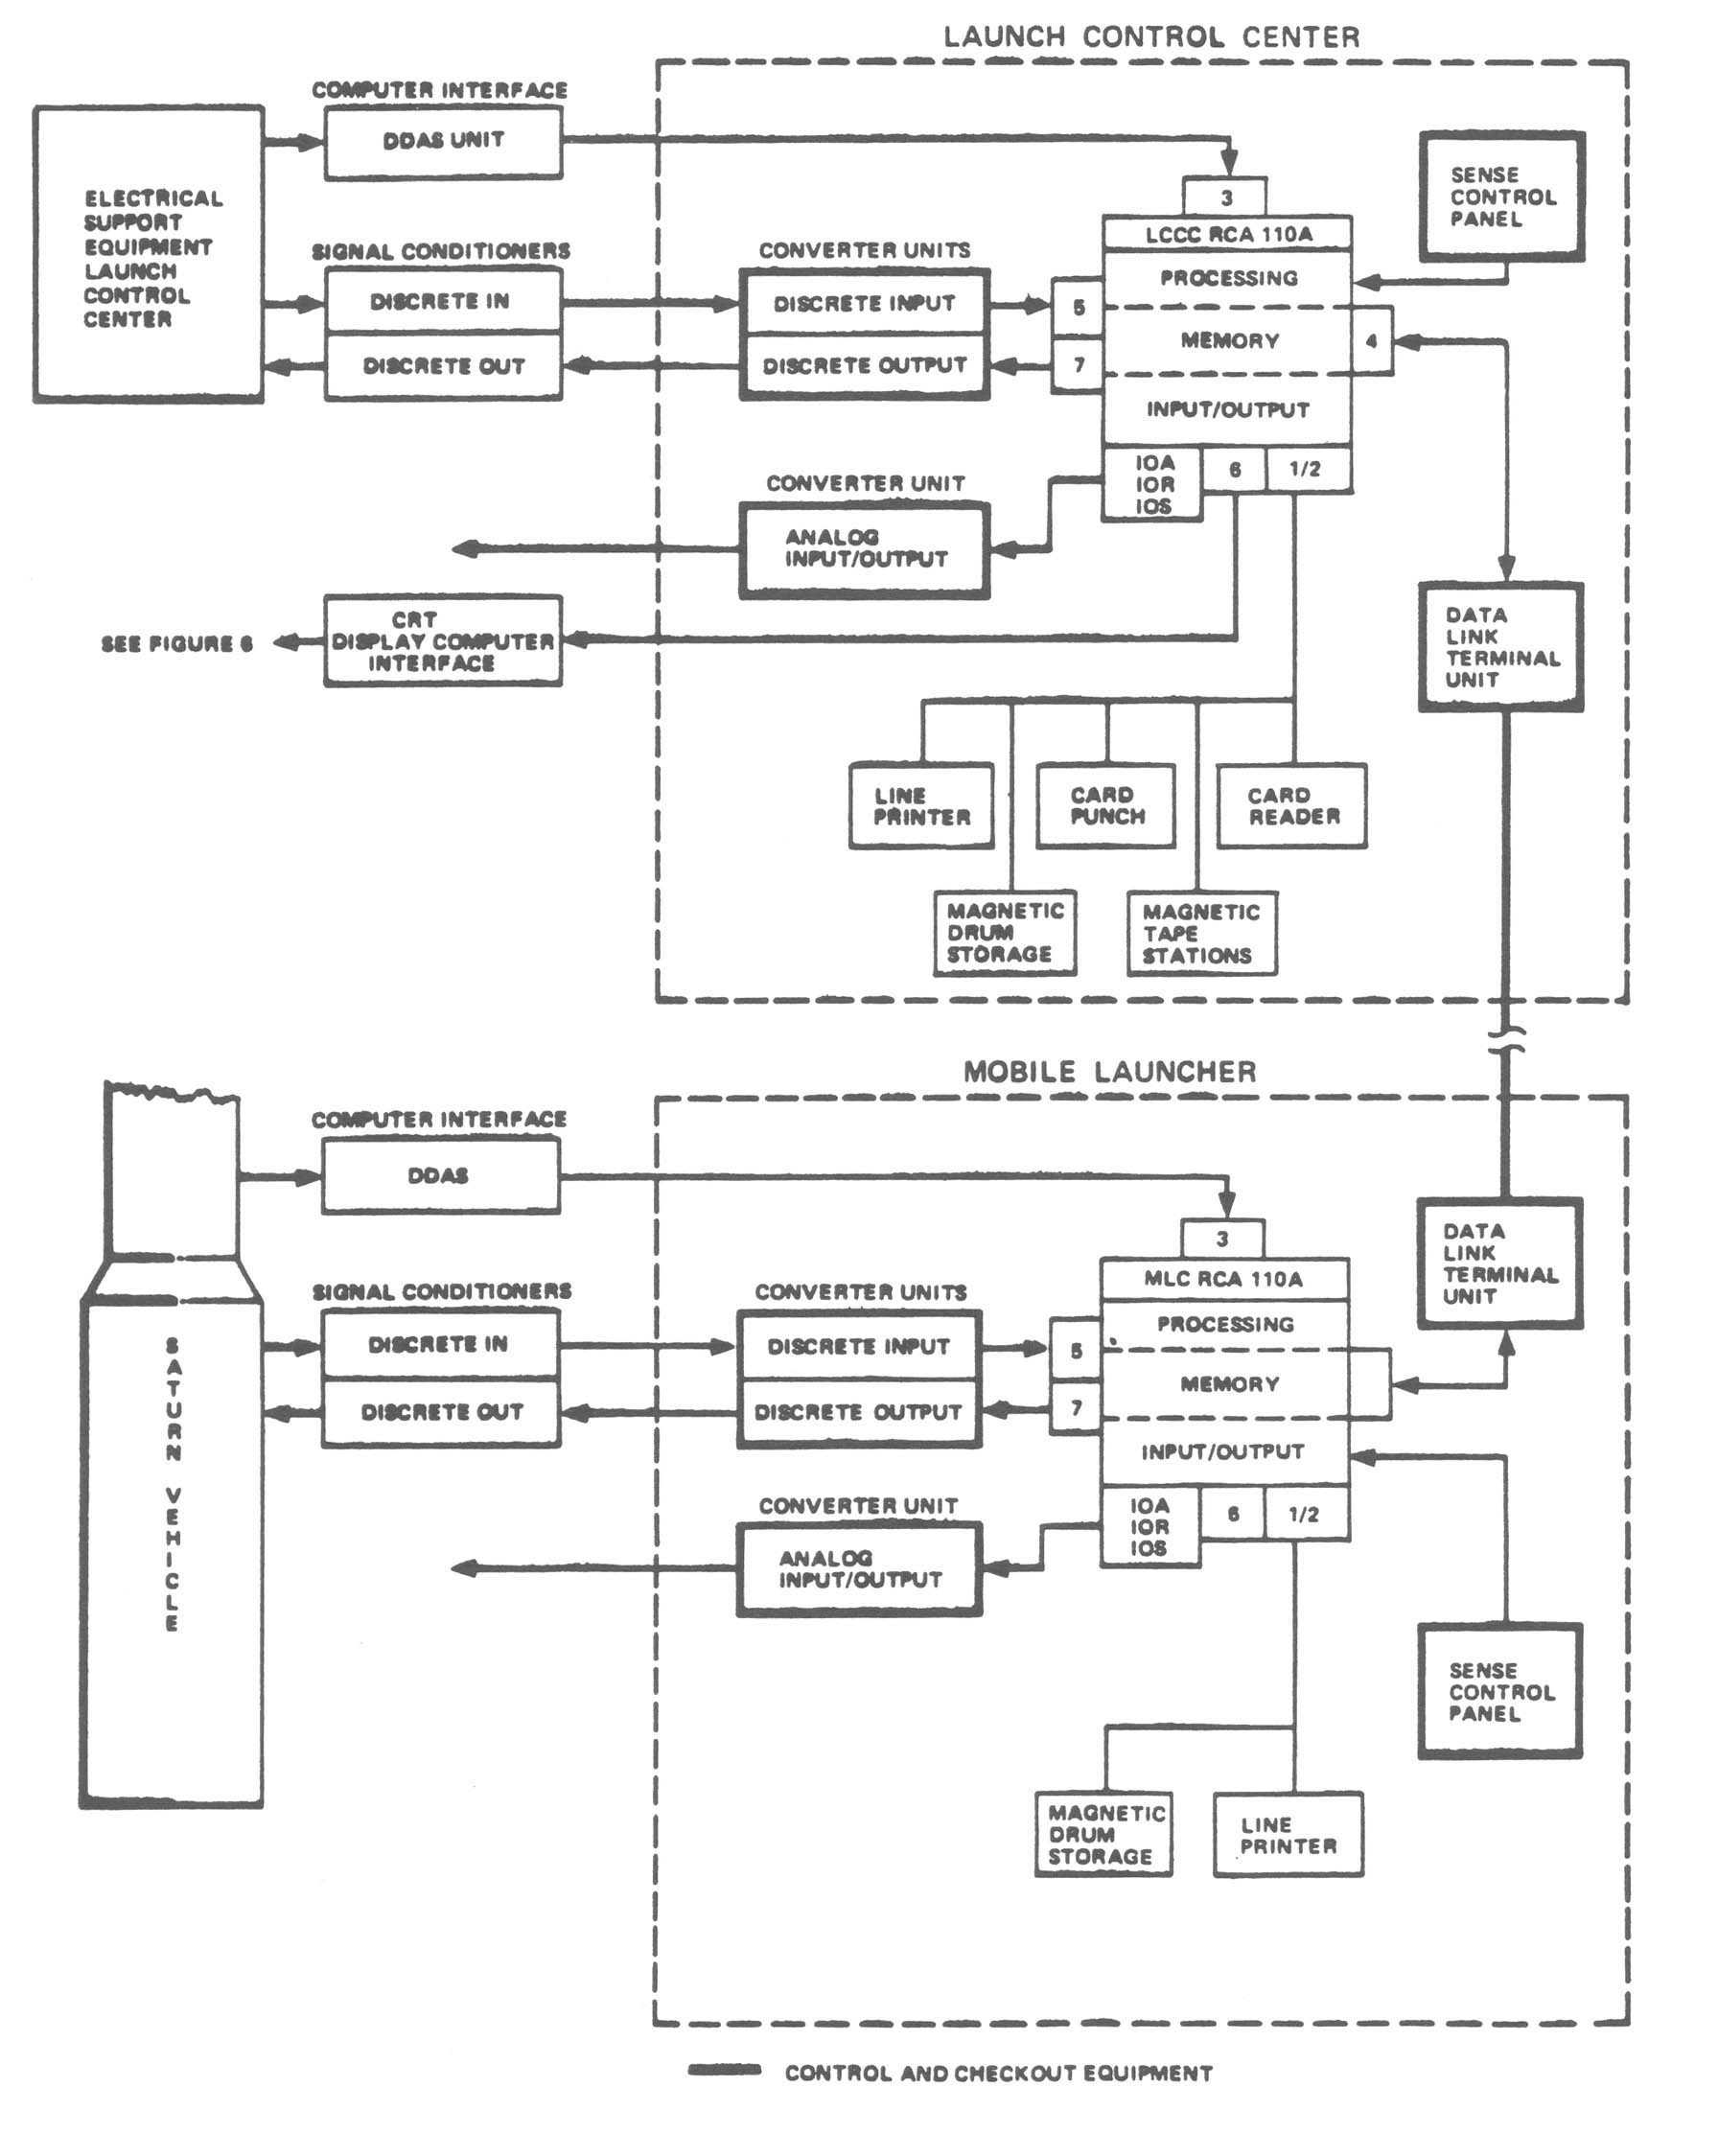 LAUNCH CONTROL CENTER
COMPUTER INTERFACE
DDAS UNIT
ELECTRICAL
SUPPORT
EQUIPMENT
LAUNCH
CONTROL
CENTER
SENSE
CONTROL
PANEL
3
LCCC RCA 110A
SIGNAL CONDITIONERS
DISCRETE IN
DISCRETE OUT
CONVERTER UNITS
DISCRETE INPUT
DISCRETE OUTPUT
5
7
PROCESSING
MEMORY
INPUT/OUTPUT
4
IOA
IOR
IOS
6
1/2
CONVERTER UNIT
ANALOG
INPUT/OUTPUT
SEE FIGURE 6
CRT
DISPLAY COMPUTER
INTERFACE
DATA
LINK
TERMINAL
UNIT
LINE
PRINTER
CARD
PUNCH
CARD
READER
MAGNETIC
DRUM
STORAGE
MAGNETIC
TAPE
STATIONS
MOBILE LAUNCHER
COMPUTER INTERFACE
DDAS
3
MLC RCA 110A
DATA
LINK
TERMINAL
UNIT
SATURN VEHICLE
SIGNAL CONDITIONERS
DISCRETE IN
DISCRETE OUT
CONVERTER UNITS
DISCRETE INPUT
DISCRETE OUTPUT
5
7
PROCESSING
MEMORY
INPUT/OUTPUT
IOA
IOR
IOS
6
1/2
CONVERTER UNIT
ANALOG
INPUT/OUTPUT
SENSE
CONTROL
PANEL
MAGNETIC
DRUM
STORAGE
LINE
PRINTER
CONTROL AND CHECKOUT EQUIPMENT